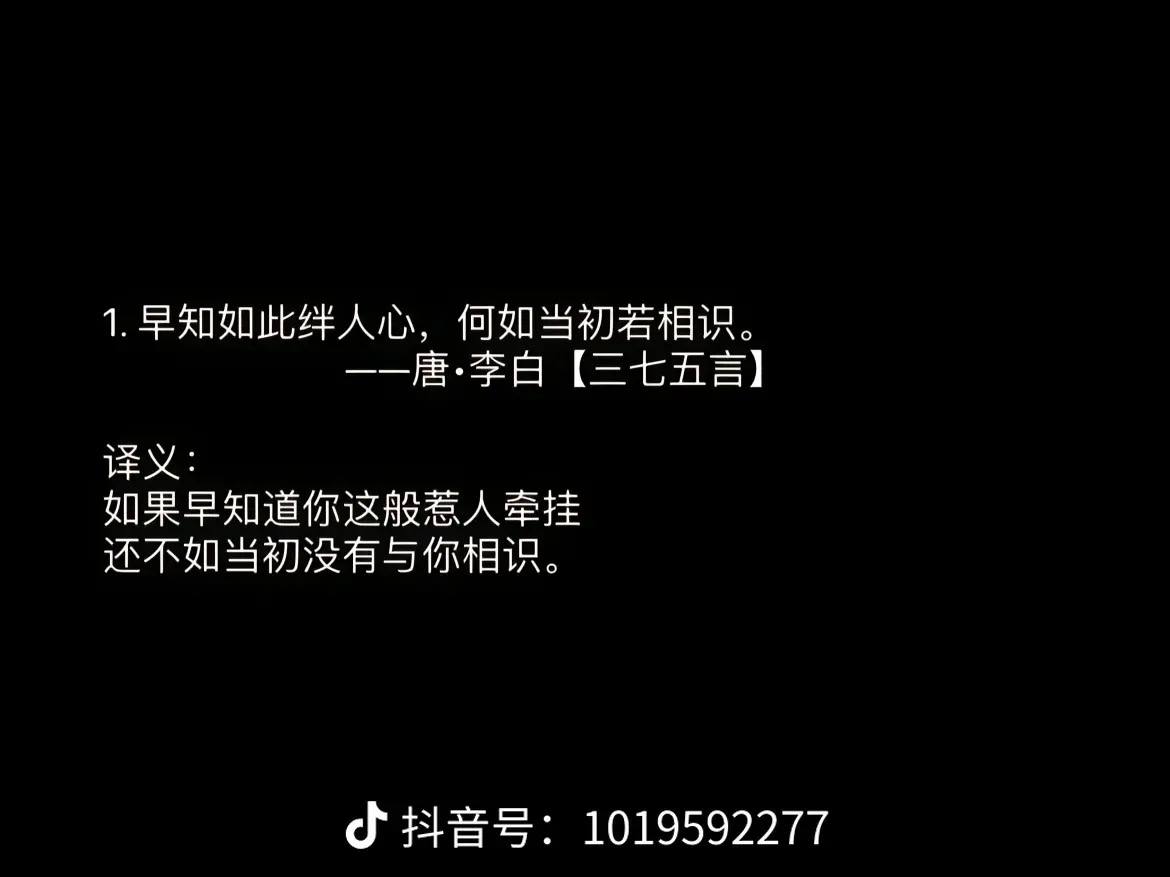 1. 早知如此绊人心，何如当初若相识。
——唐•李白【三七五言】
译义：
如果早知道你这般惹人牵挂
还不如当初没有与你相识。
抖音号：1019592277